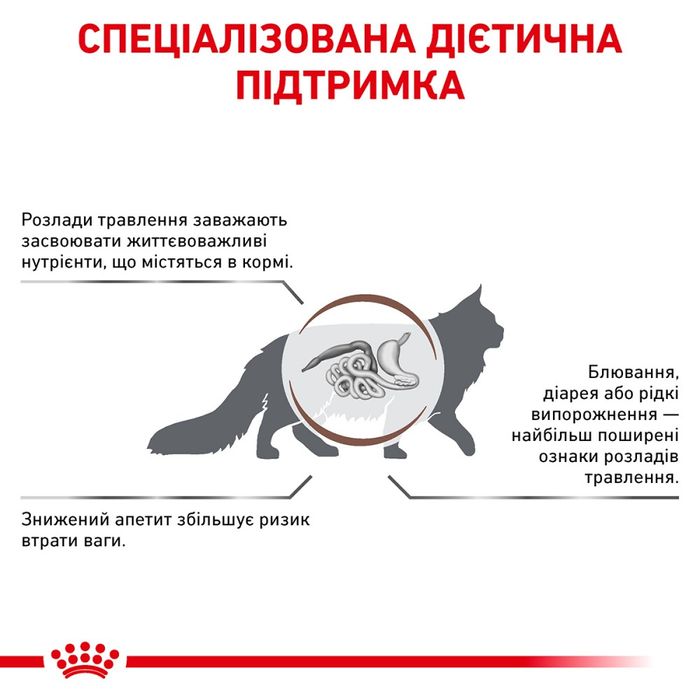 СПЕЦІАЛІЗОВАНА ДІЄТИЧНА
ПІДТРИМКА
Розлади травлення заважають
засвоювати життєвоважливі
нутрієнти, що містяться в кормі.
Блювання,
діарея або рідкі
випорожнення —
найбільш поширені
ознаки розладів
травлення.
Знижений апетит збільшує ризик
втрати ваги.